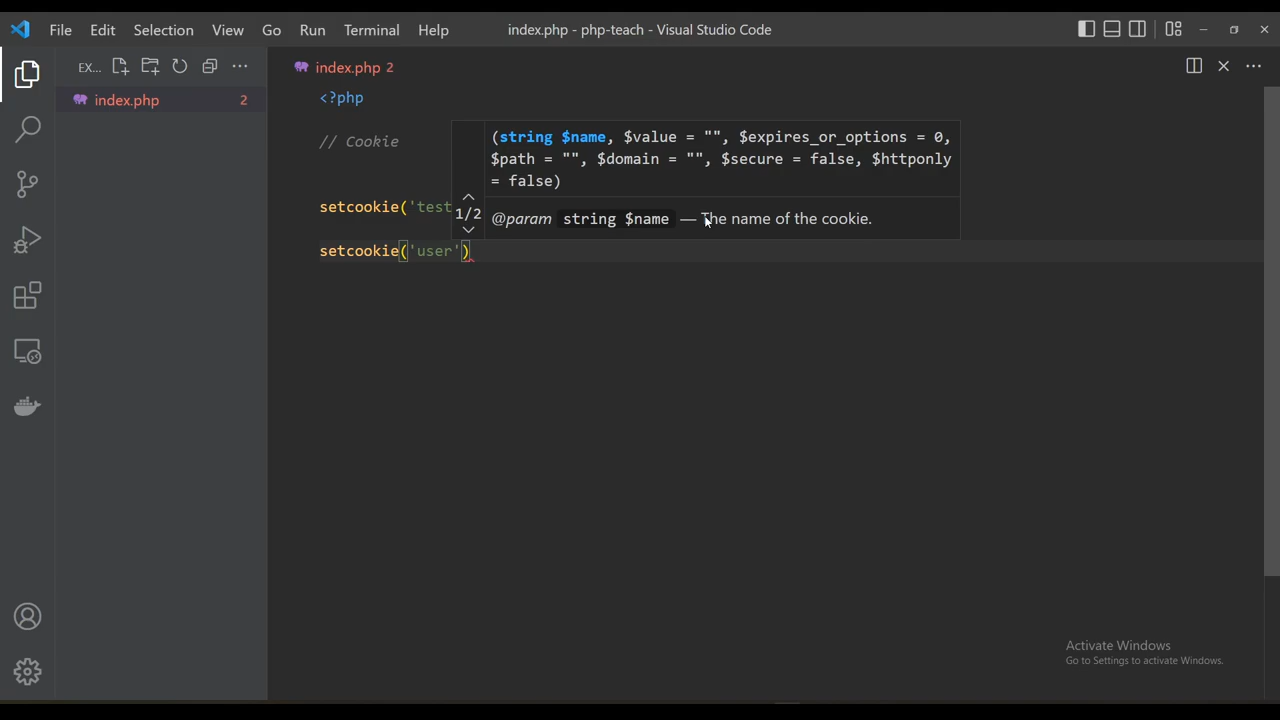 File Edit Selection View Go Run Terminal Help
index.php - php-teach - Visual Studio Code
EX...
index.php 2
index.php 2
<?php
// Cookie
setcookie('test
setcookie('user')
1/2
(string $name, $value = "", $expires_or_options = 0,
$path = "", $domain = "", $secure = false, $httponly
= false)
@param string $name — The name of the cookie.
Activate Windows
Go to Settings to activate Windows.